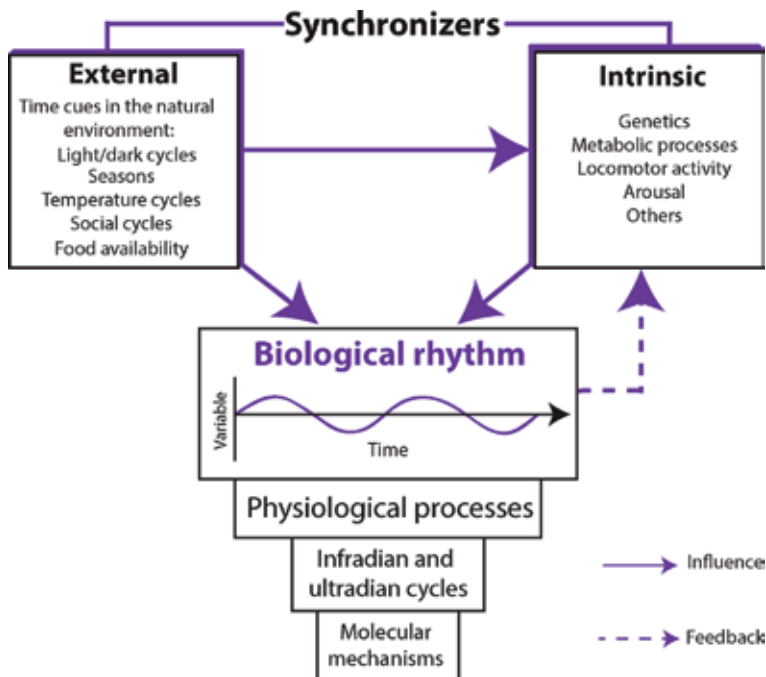 Synchronizers
External
Time cues in the natural
environment:
Light/dark cycles
Seasons
Temperature cycles
Social cycles
Food availability
Intrinsic
Genetics
Metabolic processes
Locomotor activity
Arousal
Others
Biological rhythm
Variable
Time
Physiological processes
Infradian and
ultradian cycles
Molecular
mechanisms
Influence
Feedback